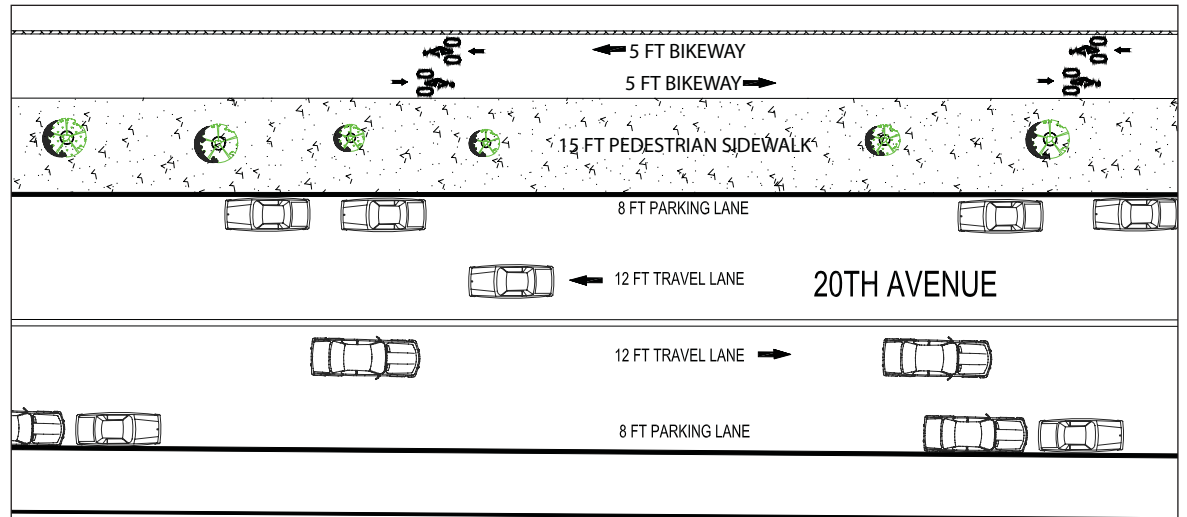 5 FT BIKEWAY
5 FT BIKEWAY
15 FT PEDESTRIAN SIDEWALK
8 FT PARKING LANE
12 FT TRAVEL LANE
20TH AVENUE
12 FT TRAVEL LANE
8 FT PARKING LANE